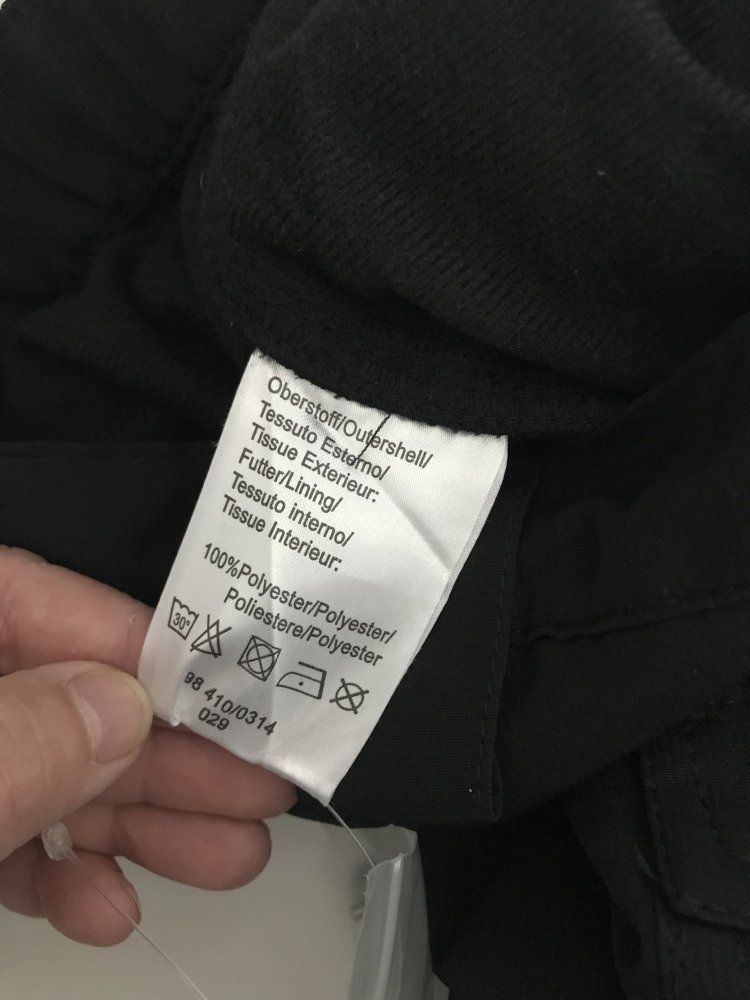 Oberstoff/Outershell/
Tessuto Esterno/
Tissue Exterieur:
Futter/Lining/
Tessuto interno/
Tissue Interieur:
100%Polyester/Polyester/
Poliestere/Polyester
30°
98 410/0314
029